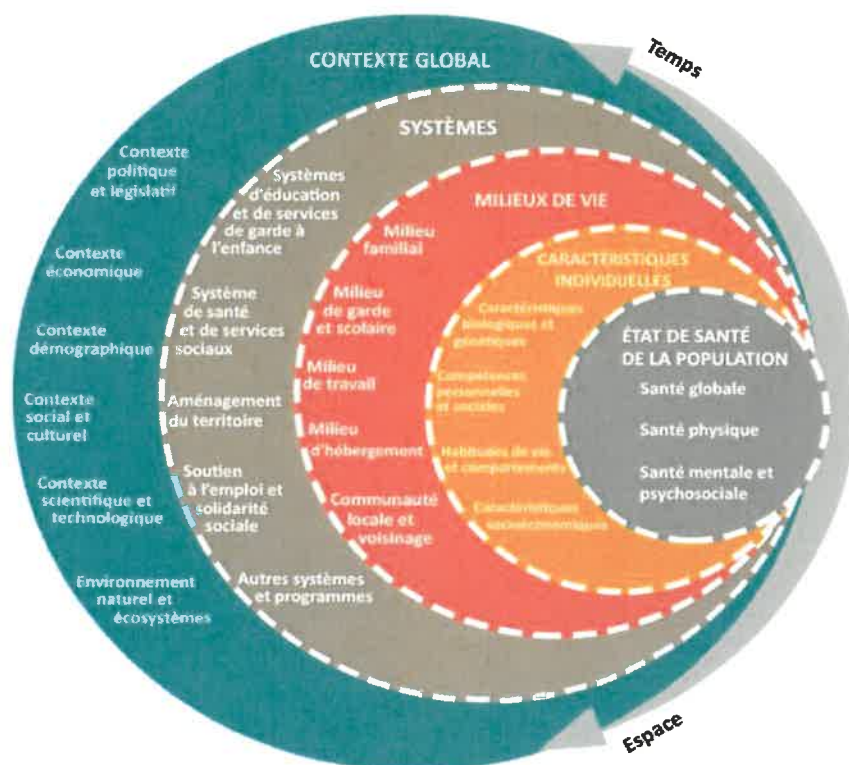 Temps
CONTEXTE GLOBAL
Contexte
politique
et législatif
Contexte
économique
Contexte
démographique
Contexte
social et
culturel
Contexte
scientifique et
technologique
Environnement
naturel et
écosystèmes
SYSTÈMES
Systèmes
d'éducation
et de services
de garde à
l'enfance
Système
de santé
et de services
sociaux
Aménagement
du territoire
Soutien
à l'emploi et
solidarité
sociale
Autres systèmes
et programmes
MILIEUX DE VIE
Milieu
familial
Milieu
de garde
et scolaire
Milieu
de travail
Milieu
d'hébergement
Communauté
locale et
voisinage
CARACTÉRISTIQUES
INDIVIDUELLES
Caractéristiques
biologiques et
génétiques
Compétences
personnelles
et sociales
Habitudes de vie
et comportements
Caractéristiques
socioéconomiques
ÉTAT DE SANTÉ
DE LA POPULATION
Santé globale
Santé physique
Santé mentale et
psychosociale
Espace